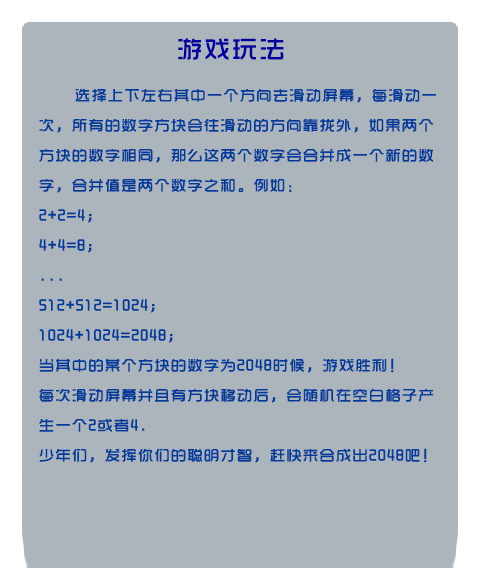 游戏玩法
选择上下左右其中一个方向去滑动屏幕，每滑动一
次，所有的数字方块会往滑动的方向靠拢外，如果两个
方块的数字相同，那么这两个数字会合并成一个新的数
字，合并值是两个数字之和。例如：
2+2=4；
4+4=8；
...
512+512=1024；
1024+1024=2048；
当其中的某个方块的数字为2048时候，游戏胜利！
每次滑动屏幕并且有方块移动后，会随机在空白格子产
生一个2或者4.
少年们，发挥你们的聪明才智，赶快来合成出2048吧！